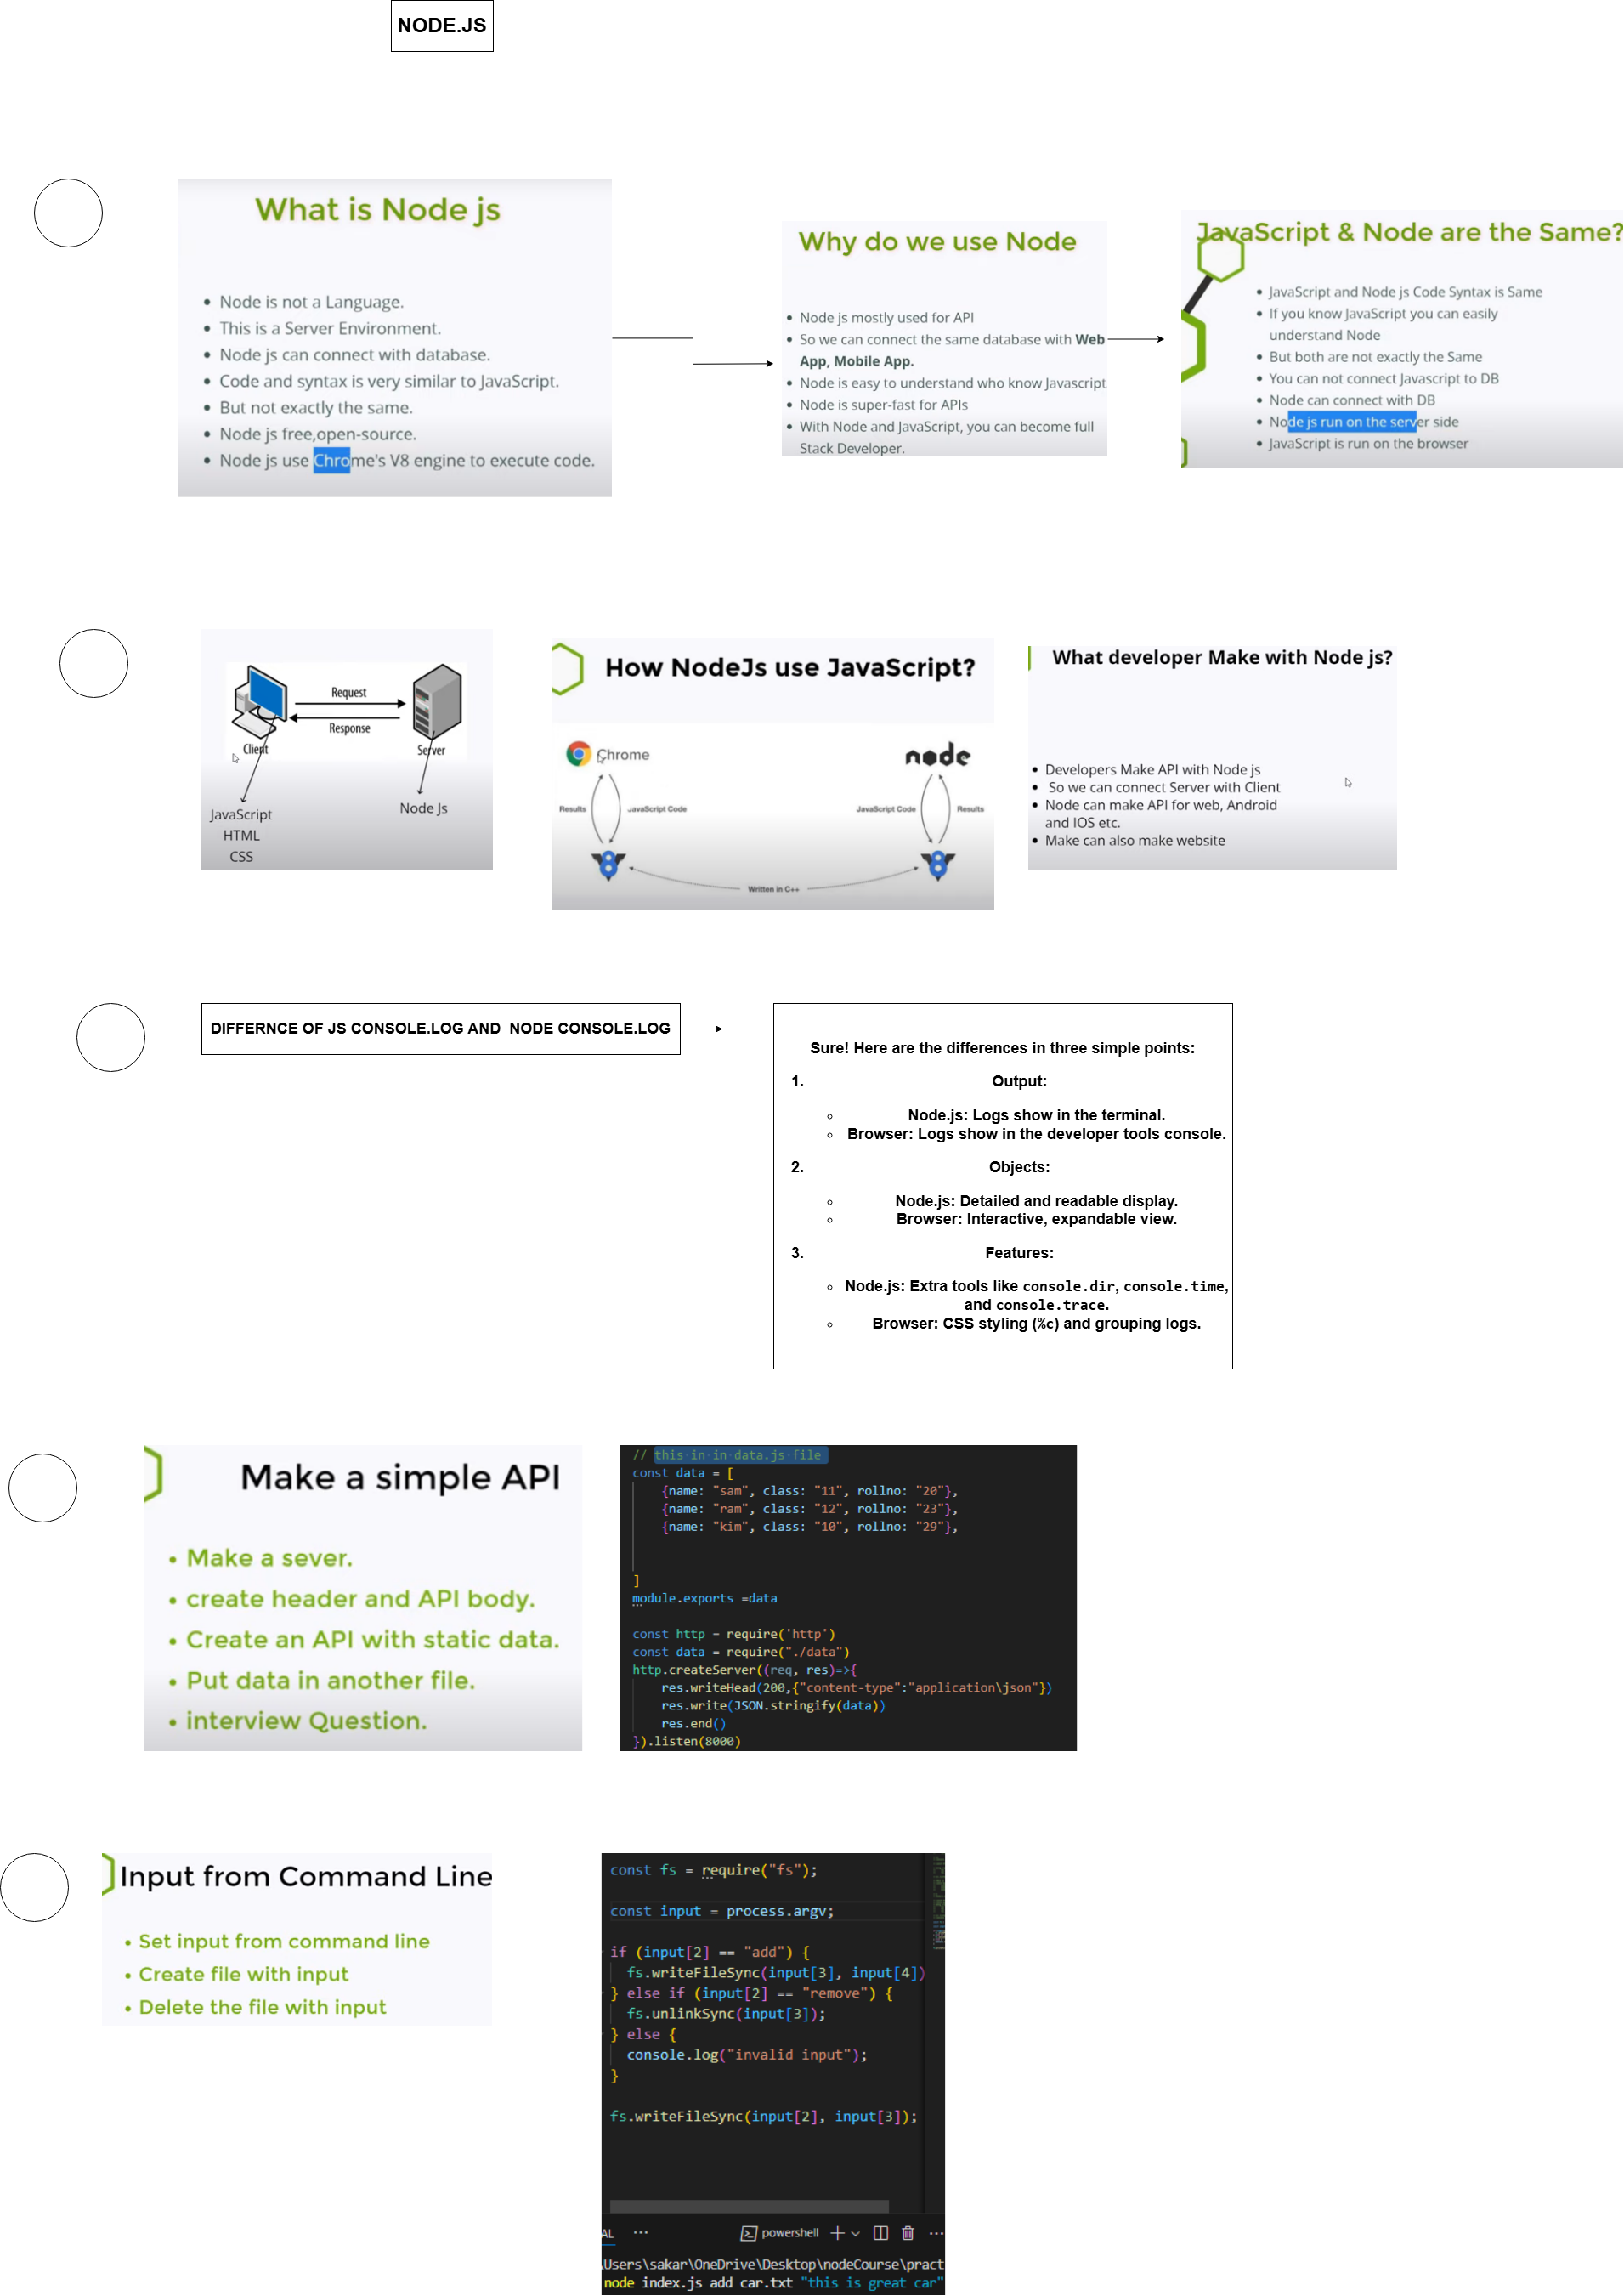 NODE.JS
What is Node js
• Node is not a Language.
• This is a Server Environment.
• Node js can connect with database.
• Code and syntax is very similar to JavaScript.
• But not exactly the same.
• Node js free,open-source.
• Node js use Chrome's V8 engine to execute code.
Why do we use Node
• Node js mostly used for API
• So we can connect the same database with Web
App, Mobile App.
• Node is easy to understand who know Javascript
• Node is super-fast for APIs
• With Node and JavaScript, you can become full
Stack Developer.
JavaScript & Node are the Same?
• JavaScript and Node js Code Syntax is Same
• If you know JavaScript you can easily
understand Node
• But both are not exactly the Same
• You can not connect Javascript to DB
• Node can connect with DB
• Node js run on the server side
• JavaScript is run on the browser
Request
Response
Client
Server
JavaScript
HTML
CSS
Node Js
How NodeJs use JavaScript?
Chrome
node
Results
JavaScript Code
JavaScript Code
Results
8
8
Written in C++
What developer Make with Node js?
• Developers Make API with Node js
• So we can connect Server with Client
• Node can make API for web, Android
and IOS etc.
• Make can also make website
DIFFERNCE OF JS CONSOLE.LOG AND NODE CONSOLE.LOG
Sure! Here are the differences in three simple points:
1. Output:
○ Node.js: Logs show in the terminal.
○ Browser: Logs show in the developer tools console.
2. Objects:
○ Node.js: Detailed and readable display.
○ Browser: Interactive, expandable view.
3. Features:
○ Node.js: Extra tools like console.dir, console.time,
and console.trace.
○ Browser: CSS styling (%c) and grouping logs.
Make a simple API
• Make a sever.
• create header and API body.
• Create an API with static data.
• Put data in another file.
• interview Question.
// this in in data.js file
const data = [
{name: "sam", class: "11", rollno: "20"},
{name: "ram", class: "12", rollno: "23"},
{name: "kim", class: "10", rollno: "29"},
]
module.exports =data
const http = require('http')
const data = require("./data")
http.createServer((req, res)=>{
res.writeHead(200,{"content-type":"application\json"})
res.write(JSON.stringify(data))
res.end()
}).listen(8000)
Input from Command Line
• Set input from command line
• Create file with input
• Delete the file with input
const fs = require("fs");
const input = process.argv;
if (input[2] == "add") {
fs.writeFileSync(input[3], input[4])
} else if (input[2] == "remove") {
fs.unlinkSync(input[3]);
} else {
console.log("invalid input");
}
fs.writeFileSync(input[2], input[3]);
AL ... powershell
\Users\sakar\OneDrive\Desktop\nodeCourse\pract
node index.js add car.txt "this is great car"